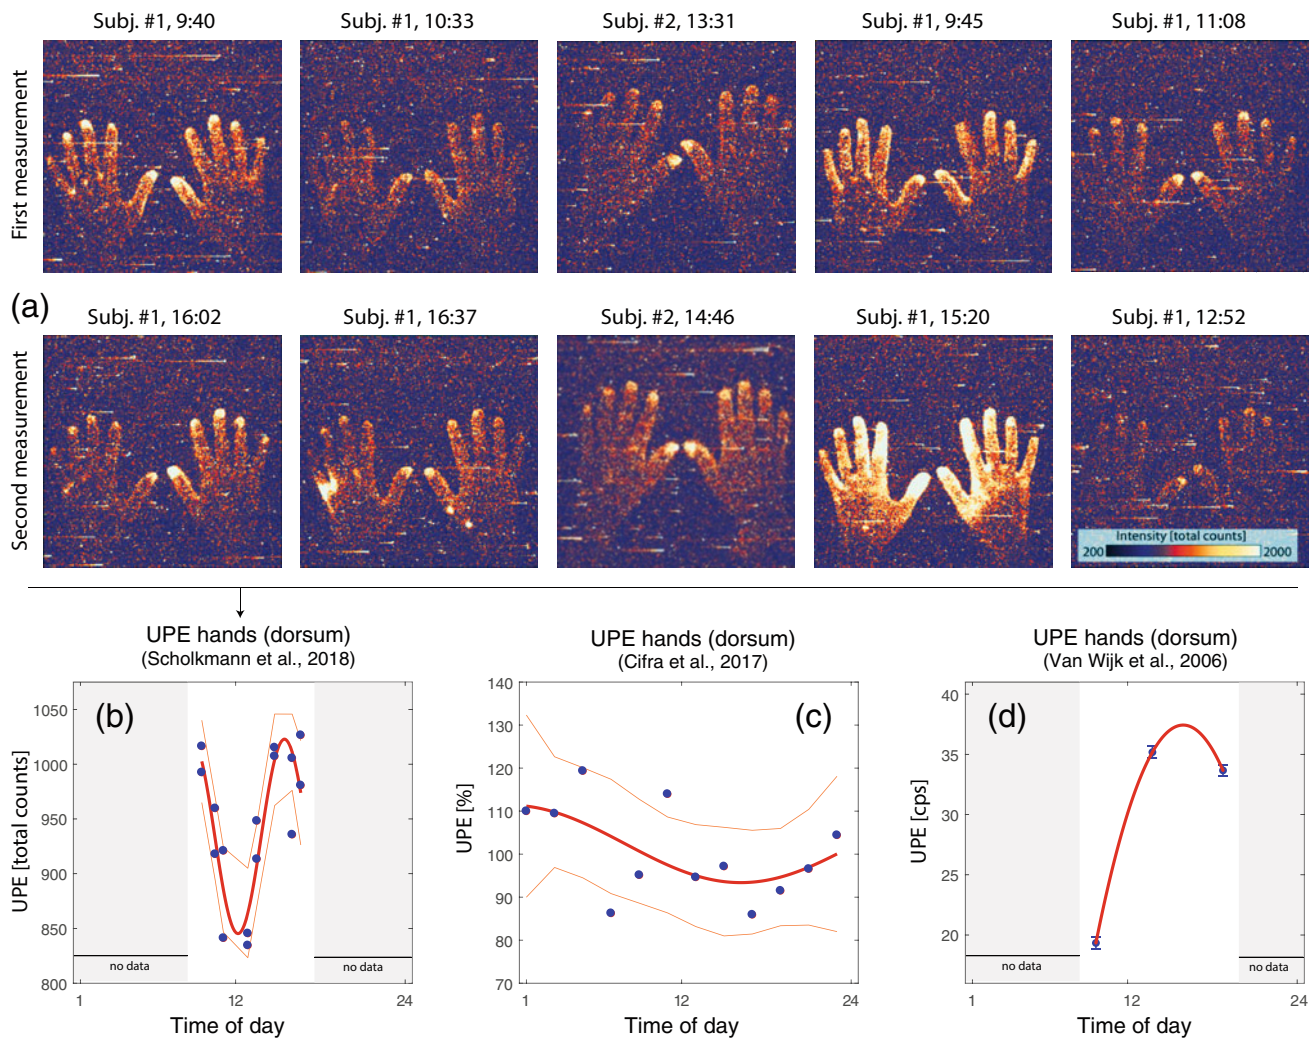 Subj. #1, 9:40
Subj. #1, 10:33
Subj. #2, 13:31
Subj. #1, 9:45
Subj. #1, 11:08
First measurement
(a)
Subj. #1, 16:02
Subj. #1, 16:37
Subj. #2, 14:46
Subj. #1, 15:20
Subj. #1, 12:52
Second measurement
Intensity [total counts]
200
2000
UPE hands (dorsum)
(Scholkmann et al., 2018)
(b)
UPE [total counts]
1050
1000
950
900
850
800
no data
no data
1
12
24
Time of day
UPE hands (dorsum)
(Cifra et al., 2017)
(c)
UPE [%]
140
130
120
110
100
90
80
70
1
12
24
Time of day
UPE hands (dorsum)
(Van Wijk et al., 2006)
(d)
UPE [cps]
40
35
30
25
20
no data
no data
1
12
24
Time of day